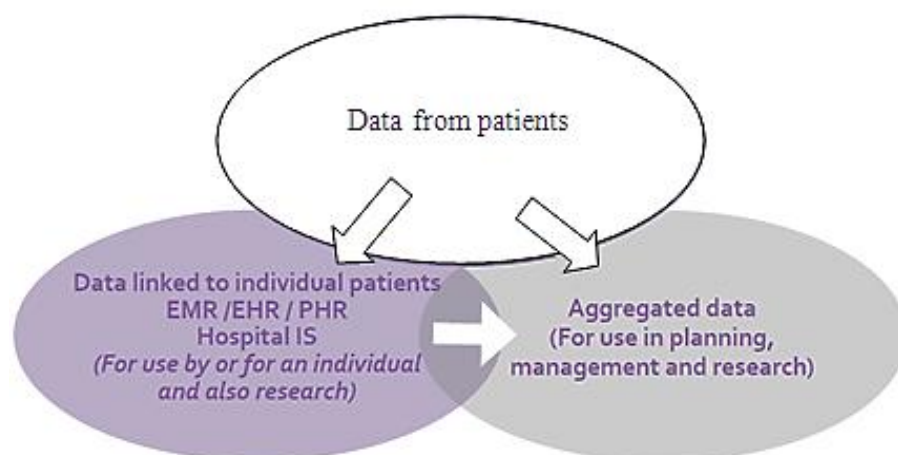 Data from patients
Data linked to individual patients
EMR /EHR / PHR
Hospital IS
(For use by or for an individual
and also research)
Aggregated data
(For use in planning,
management and research)